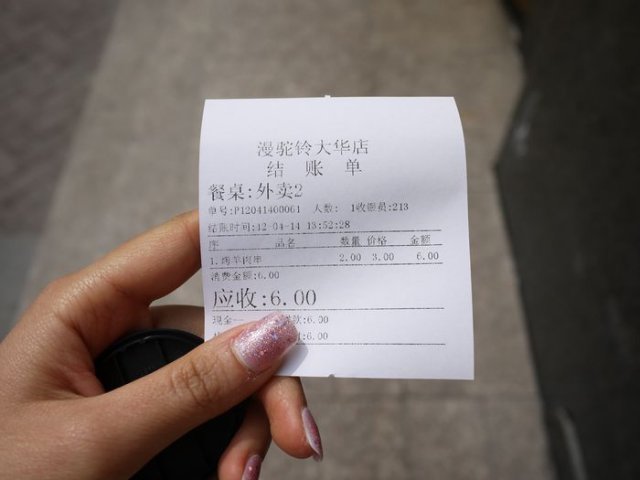 漫驼铃大华店
结 账 单
餐桌:外卖2
单号:P12041400061 人数: 1收银员:213
结账时间:12-04-14 13:52:28
序 品名 数量 价格 金额
1.烤羊肉串 2.00 3.00 6.00
消费金额:6.00
应收:6.00
现金-- 款:6.00
:6.00